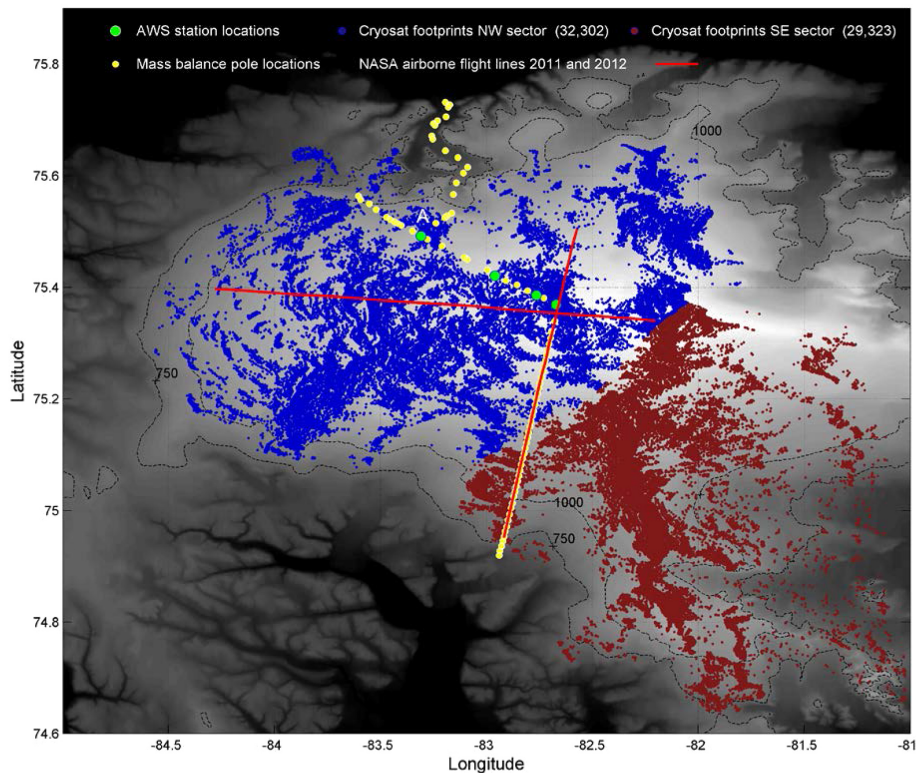 AWS station locations Cryosat footprints NW sector (32,302) Cryosat footprints SE sector (29,323)
Mass balance pole locations NASA airborne flight lines 2011 and 2012
75.8
75.6
75.4
75.2
75
74.8
74.6
1000
A
750
1000
750
-84.5 -84 -83.5 -83 -82.5 -82 -81.5 -81
Longitude
Latitude